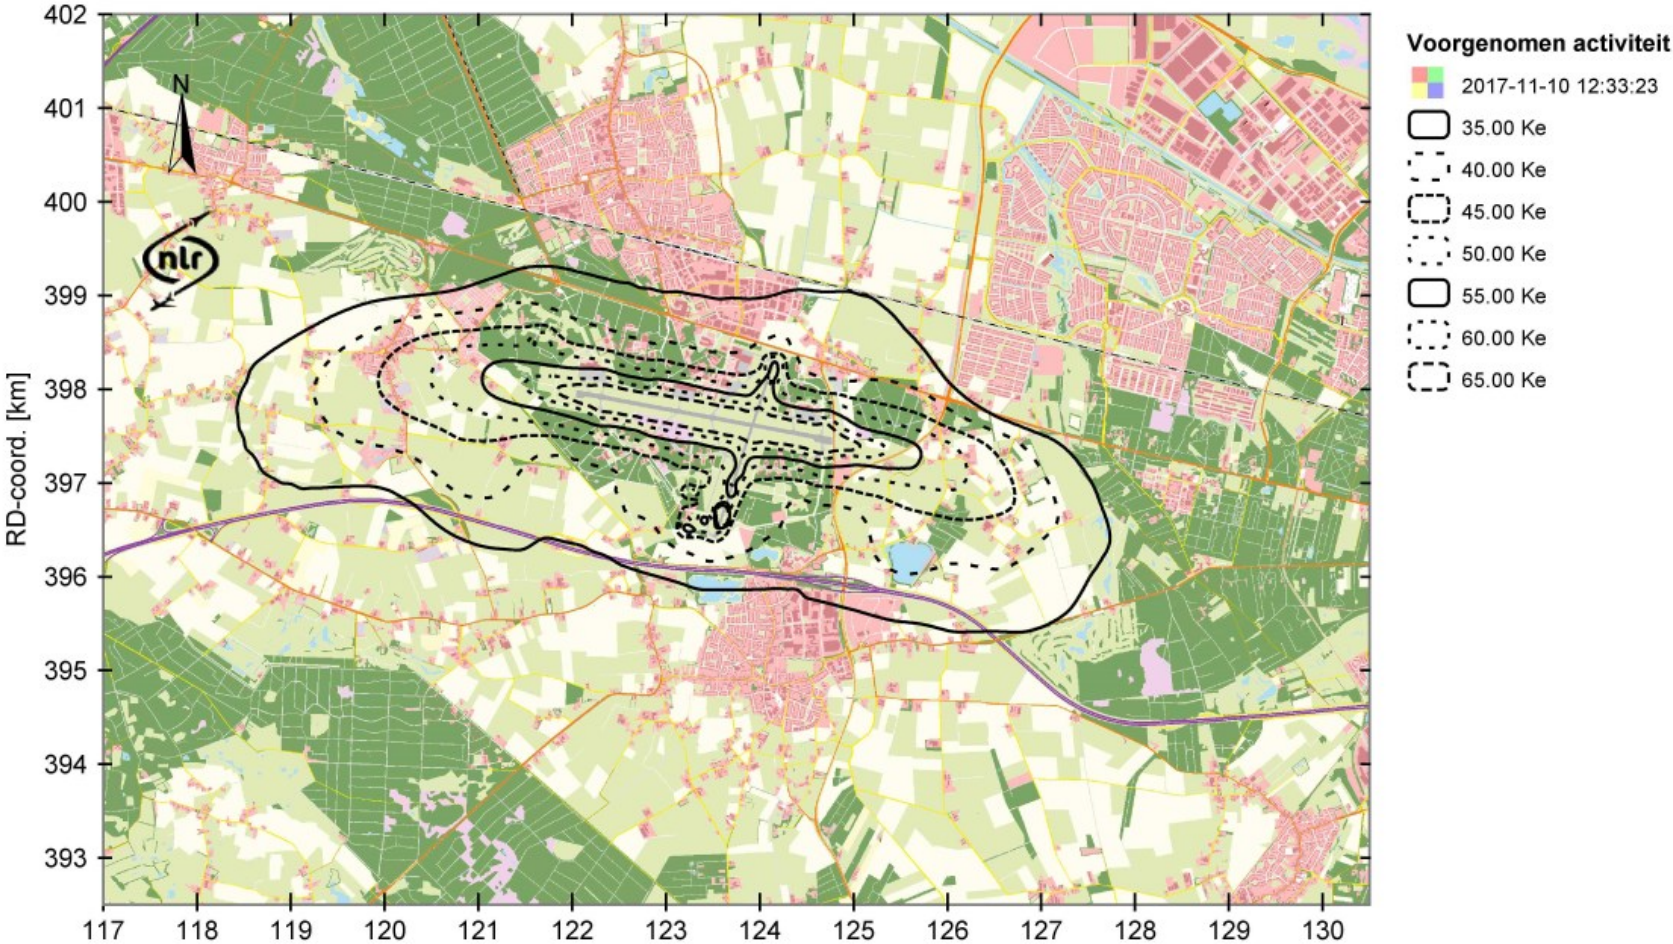 Voorgenomen activiteit
2017-11-10 12:33:23
35.00 Ke
40.00 Ke
45.00 Ke
50.00 Ke
55.00 Ke
60.00 Ke
65.00 Ke
N
nlr
RD-coord. [km]
402
401
400
399
398
397
396
395
394
393
117 118 119 120 121 122 123 124 125 126 127 128 129 130